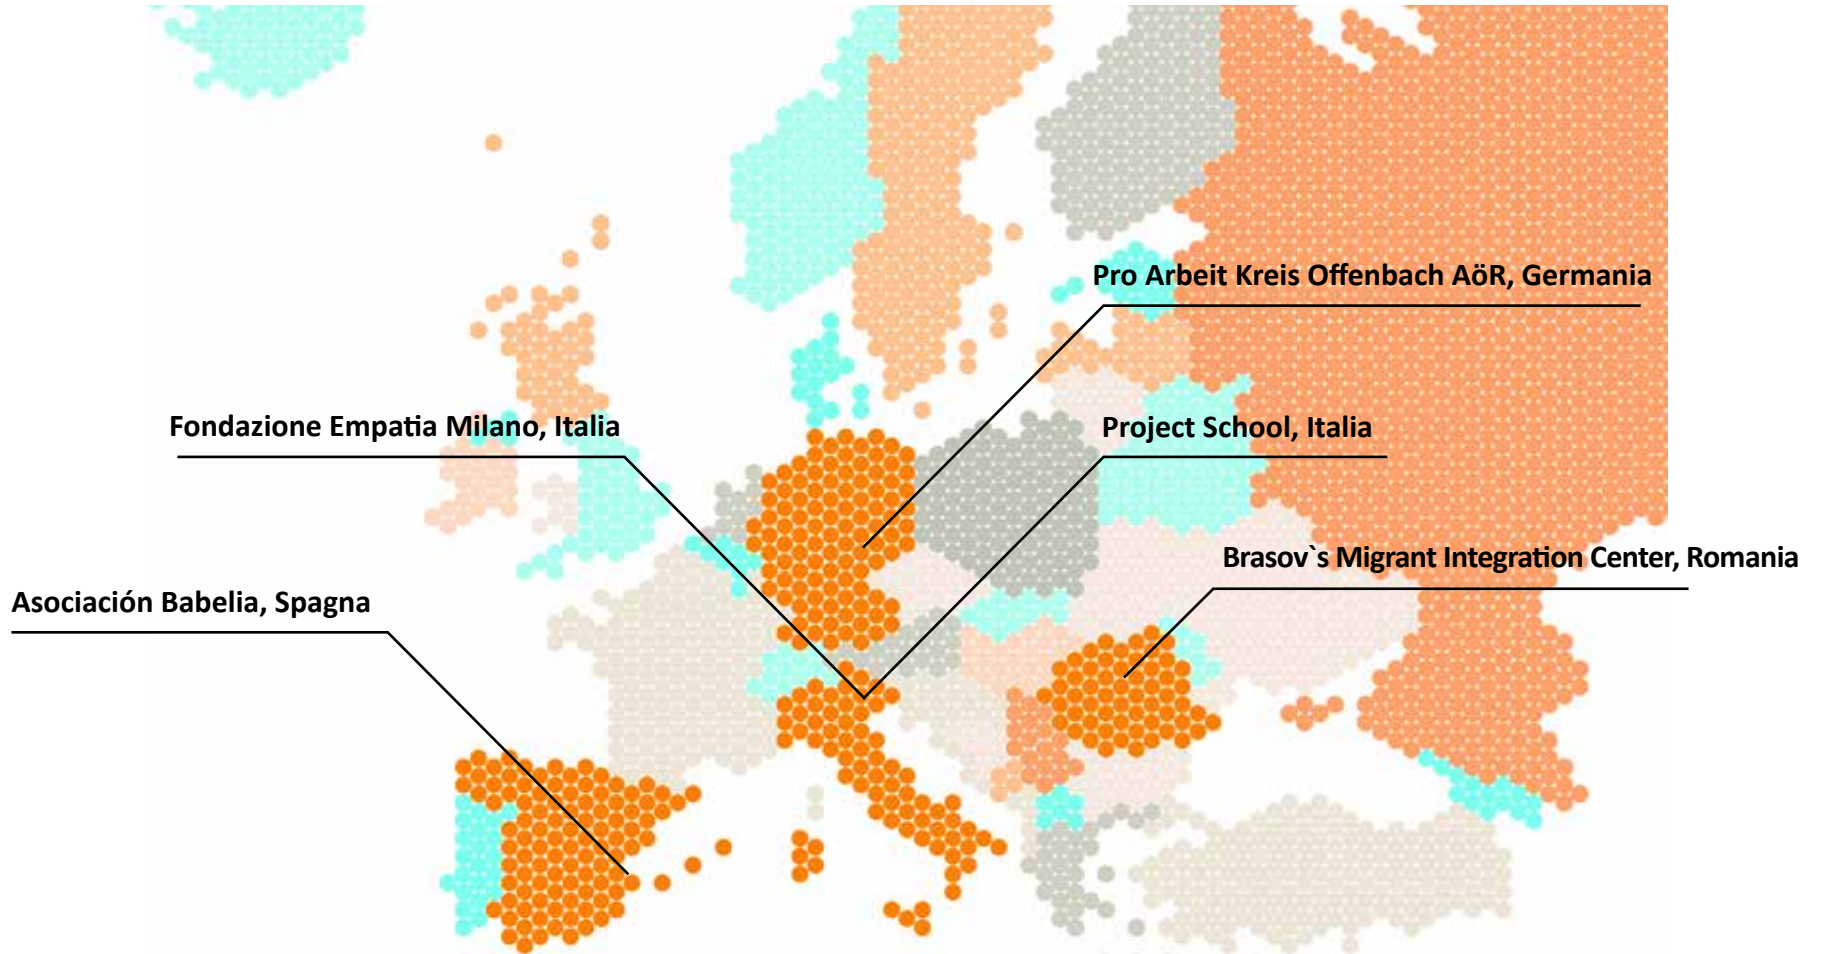 Pro Arbeit Kreis Offenbach AöR, Germania
Fondazione Empatia Milano, Italia
Project School, Italia
Brasov`s Migrant Integration Center, Romania
Asociación Babelia, Spagna